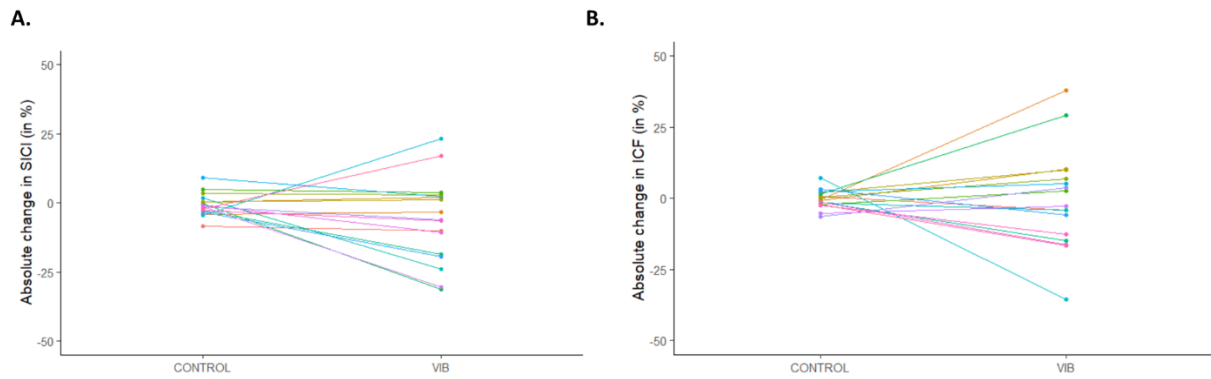 A.
Absolute change in SICI (in %)
50
25
0
-25
-50
CONTROL VIB
B.
Absolute change in ICF (in %)
50
25
0
-25
-50
CONTROL VIB